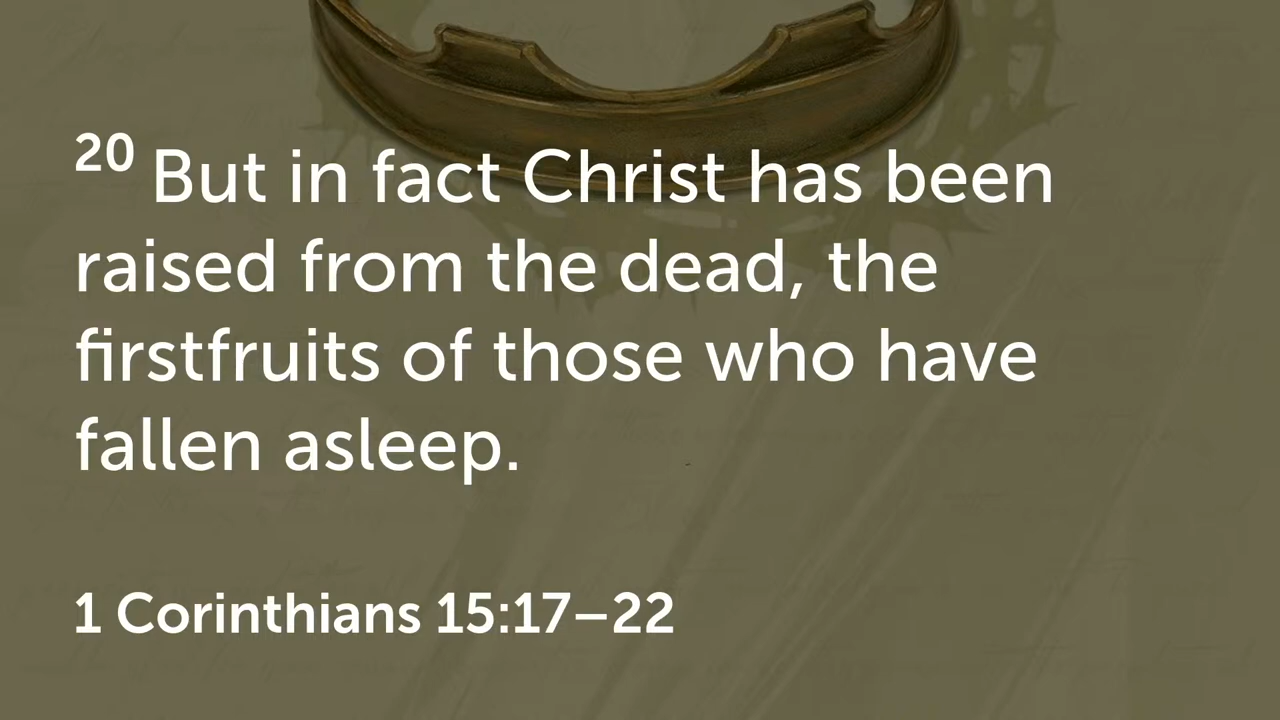 20 But in fact Christ has been
raised from the dead, the
firstfruits of those who have
fallen asleep.
1 Corinthians 15:17–22